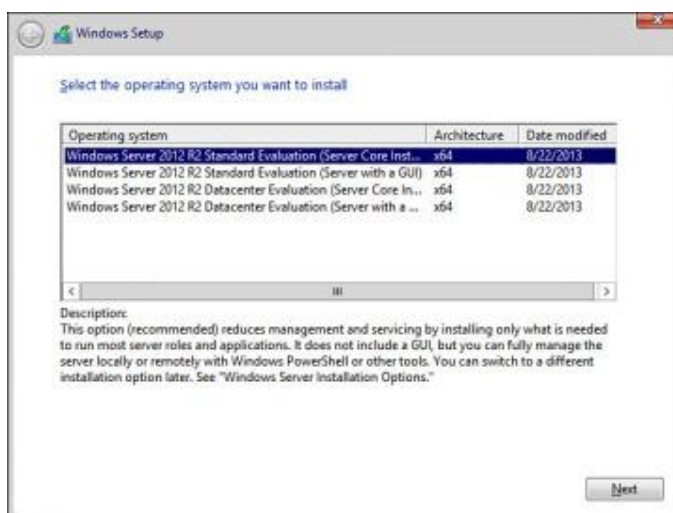 Windows Setup
Select the operating system you want to install
Operating system Architecture Date modified
Windows Server 2012 R2 Standard Evaluation (Server Core Inst... x64 8/22/2013
Windows Server 2012 R2 Standard Evaluation (Server with a GUI) x64 8/22/2013
Windows Server 2012 R2 Datacenter Evaluation (Server Core In... x64 8/22/2013
Windows Server 2012 R2 Datacenter Evaluation (Server with a ... x64 8/22/2013
Description:
This option (recommended) reduces management and servicing by installing only what is needed
to run most server roles and applications. It does not include a GUI, but you can fully manage the
server locally or remotely with Windows PowerShell or other tools. You can switch to a different
installation option later. See "Windows Server Installation Options."
Next